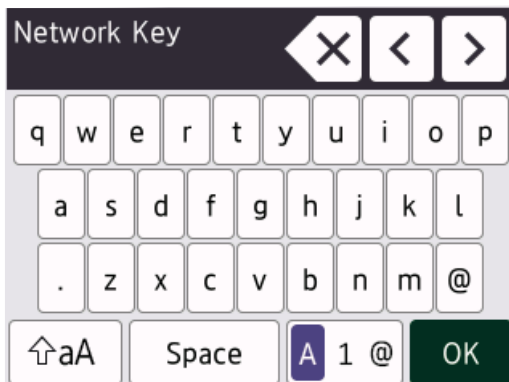 Network Key
q w e r t y u i o p
a s d f g h j k l
. z x c v b n m @
aA Space A 1 @ OK